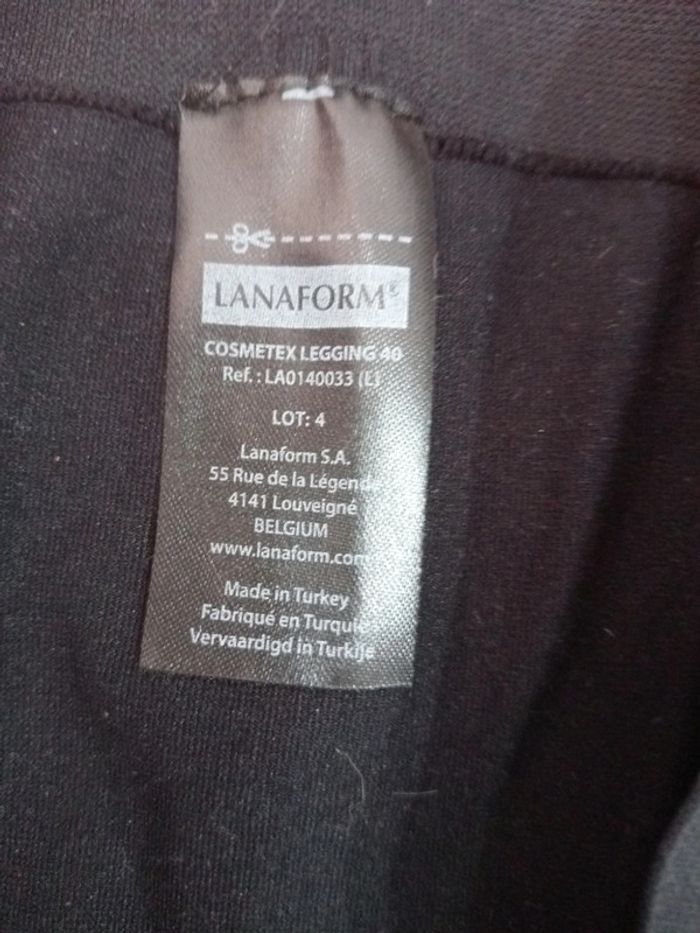 LANAFORM®
COSMETEX LEGGING 40
Ref. : LA0140033 (L)
LOT: 4
Lanaform S.A.
55 Rue de la Légende
4141 Louveigné
BELGIUM
www.lanaform.com
Made in Turkey
Fabriqué en Turquie
Vervaardigd in Turkije